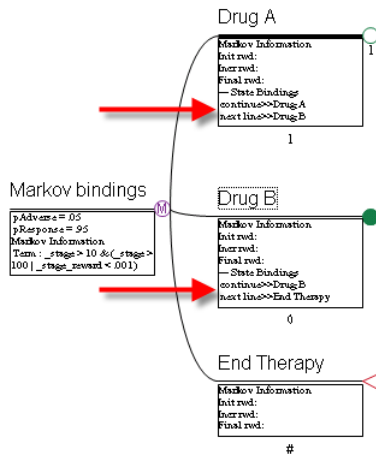 Drug A
Markov Information
Init rwd:
Incr rwd:
Final rwd:
— State Bindings
continue>>Drug A
next line>>Drug B
1
1
Markov bindings
M
pAdverse = .05
pResponse = .95
Markov Information
Term : _stage > 10 &(_stage >
100 | _stage_reward < .001)
Drug B
Markov Information
Init rwd:
Incr rwd:
Final rwd:
— State Bindings
continue>>Drug B
next line>>End Therapy
0
End Therapy
Markov Information
Init rwd:
Incr rwd:
Final rwd:
#